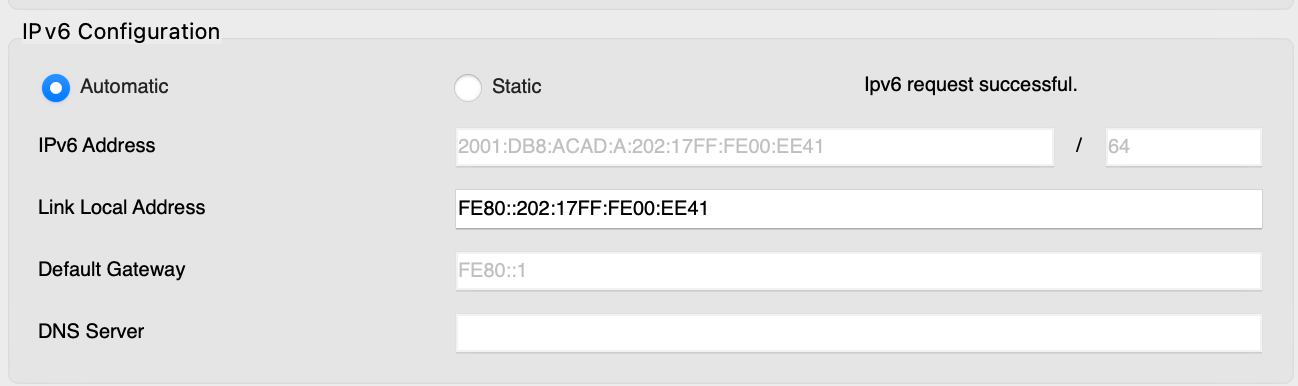 IPv6 Configuration
Automatic Static Ipv6 request successful.
IPv6 Address 2001:DB8:ACAD:A:202:17FF:FE00:EE41 / 64
Link Local Address FE80::202:17FF:FE00:EE41
Default Gateway FE80::1
DNS Server